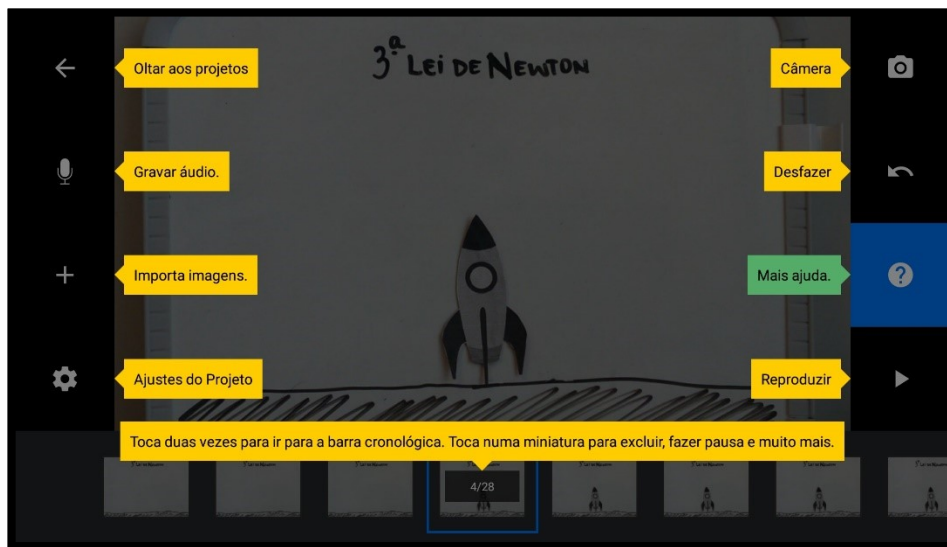 3.ª LEi DE NEWTON
Oltar aos projetos
Câmera
Gravar áudio.
Desfazer
Importa imagens.
Mais ajuda.
Ajustes do Projeto
Reproduzir
Toca duas vezes para ir para a barra cronológica. Toca numa miniatura para excluir, fazer pausa e muito mais.
4/28